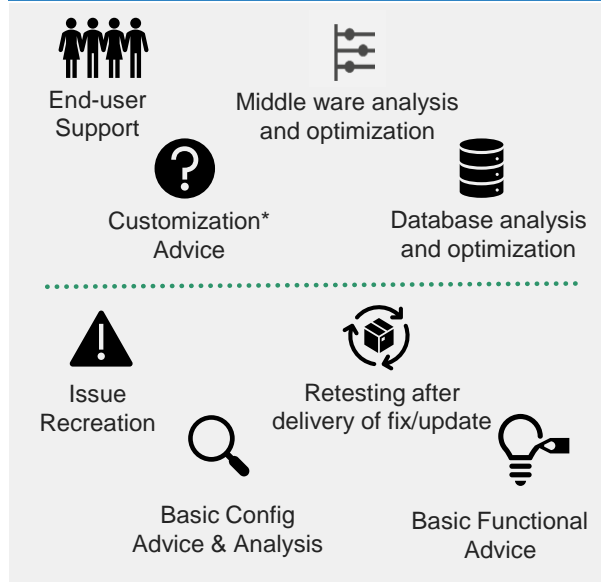 End-user
Support
Middle ware analysis
and optimization
?
Customization*
Advice
Database analysis
and optimization
!
Issue
Recreation
Retesting after
delivery of fix/update
Basic Config
Advice & Analysis
Basic Functional
Advice